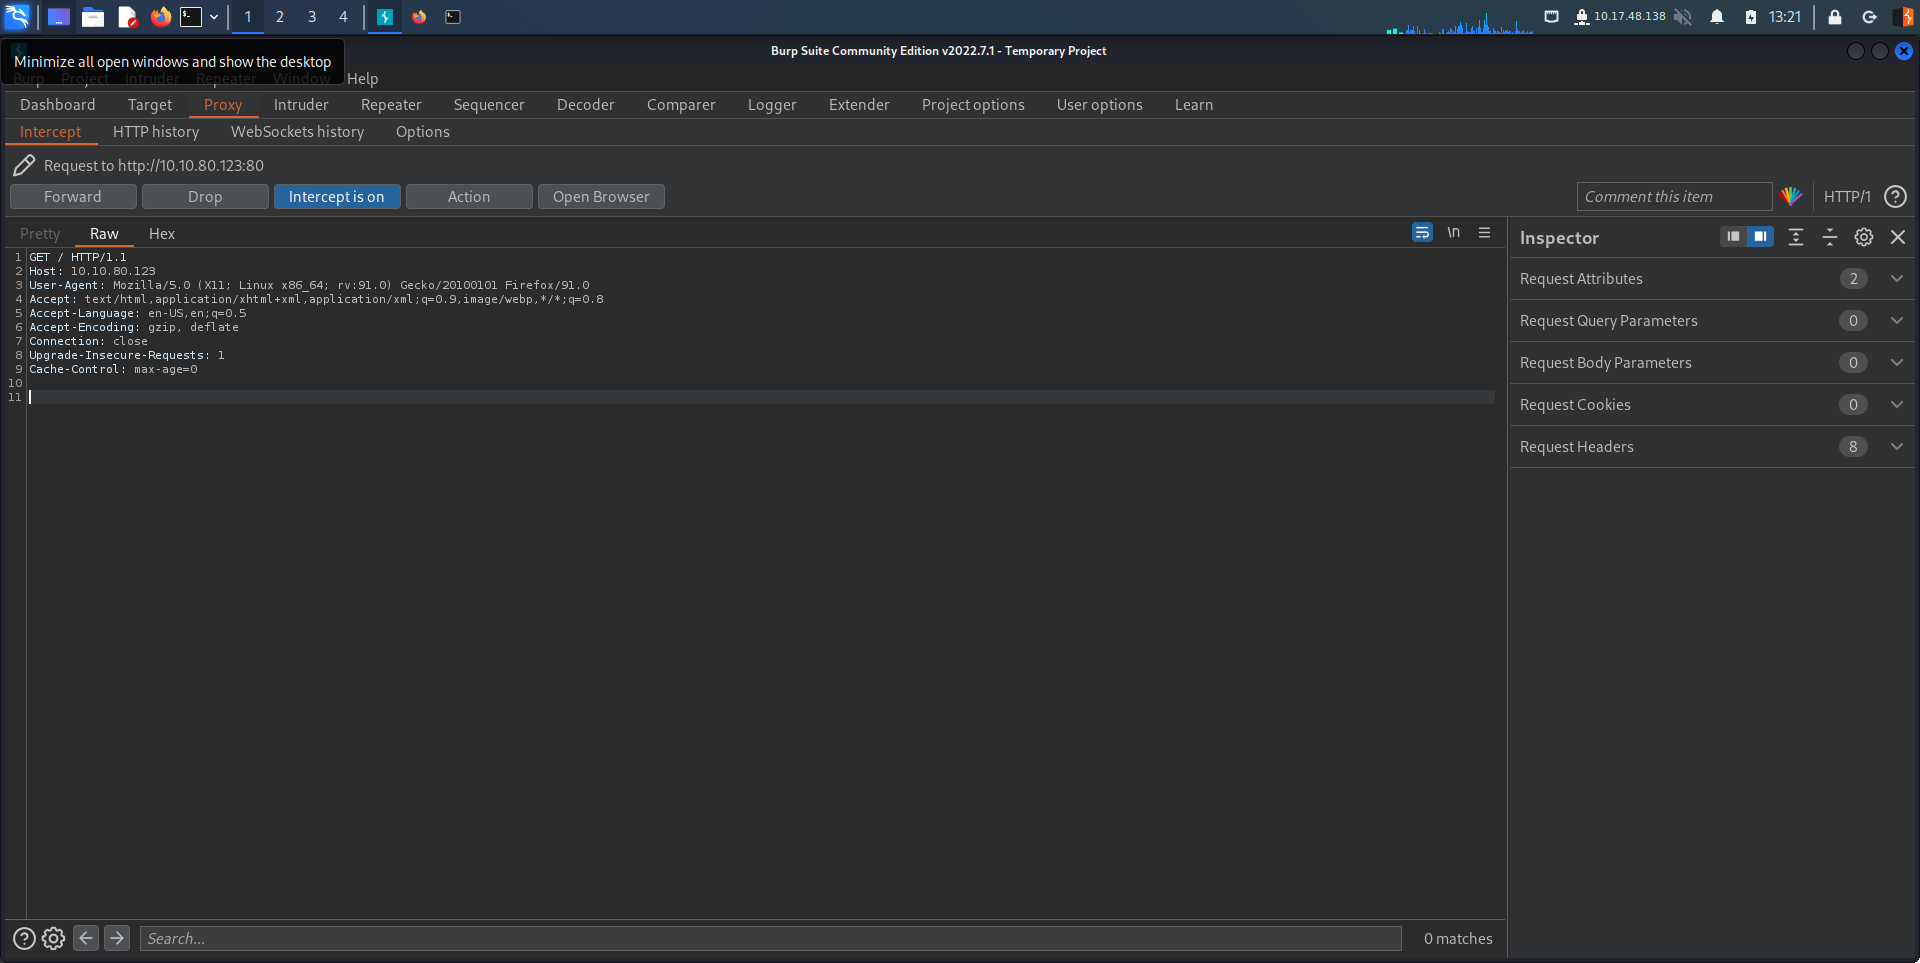 1 2 3 4 10.17.48.138 13:21
Burp Suite Community Edition v2022.7.1 - Temporary Project
Minimize all open windows and show the desktop
Burp Project Intruder Repeater Window Help
Dashboard Target Proxy Intruder Repeater Sequencer Decoder Comparer Logger Extender Project options User options Learn
Intercept HTTP history WebSockets history Options
Request to http://10.10.80.123:80
Forward Drop Intercept is on Action Open Browser Comment this item HTTP/1 ?
Pretty Raw Hex \n
Inspector
1 GET / HTTP/1.1
2 Host: 10.10.80.123
3 User-Agent: Mozilla/5.0 (X11; Linux x86_64; rv:91.0) Gecko/20100101 Firefox/91.0
4 Accept: text/html,application/xhtml+xml,application/xml;q=0.9,image/webp,*/*;q=0.8
5 Accept-Language: en-US,en;q=0.5
6 Accept-Encoding: gzip, deflate
7 Connection: close
8 Upgrade-Insecure-Requests: 1
9 Cache-Control: max-age=0
10
11
Request Attributes 2
Request Query Parameters 0
Request Body Parameters 0
Request Cookies 0
Request Headers 8
? Search... 0 matches